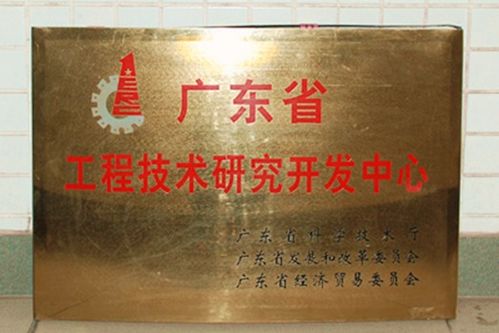 广东省
工程技术研究开发中心
广东省科学技术厅
广东省发展和改革委员会
广东省经济贸易委员会